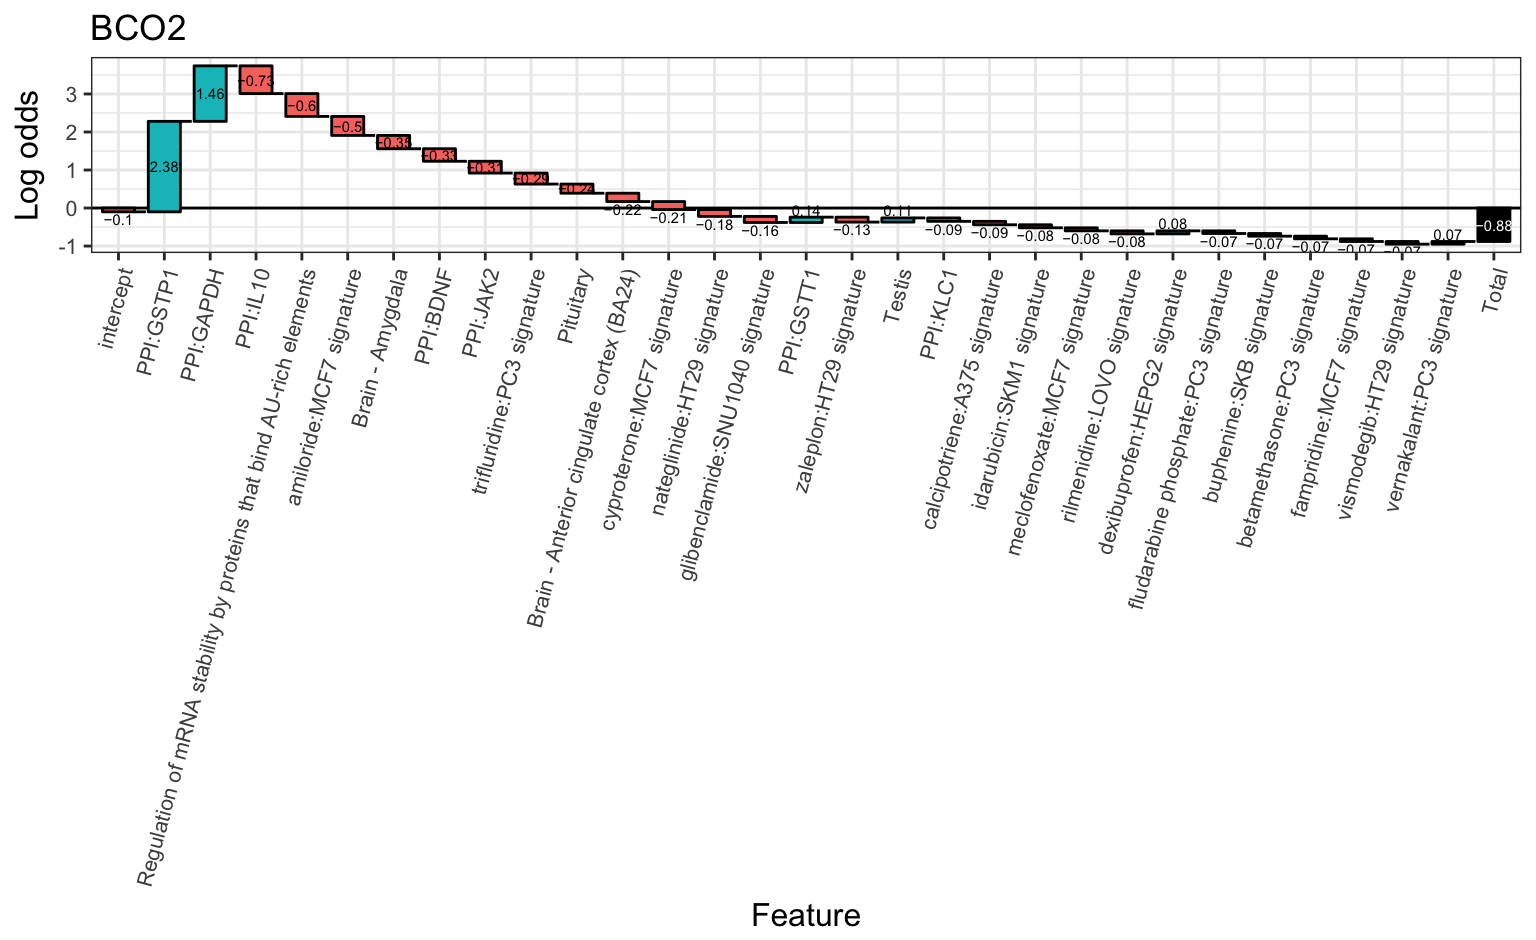 BCO2
Log odds
3
2
1
0
−1
−0.1
2.38
1.46
−0.73
−0.6
−0.5
−0.35
−0.33
−0.31
−0.29
−0.24
−0.22
−0.21
−0.18
−0.16
0.14
−0.13
0.11
−0.09
−0.09
−0.08
−0.08
−0.08
0.08
−0.07
−0.07
−0.07
−0.07
−0.07
0.07
−0.88
intercept
PPI:GSTP1
PPI:GAPDH
PPI:IL10
Regulation of mRNA stability by proteins that bind AU-rich elements
amiloride:MCF7 signature
Brain - Amygdala
PPI:BDNF
PPI:JAK2
trifluridine:PC3 signature
Pituitary
Brain - Anterior cingulate cortex (BA24)
cyproterone:MCF7 signature
nateglinide:HT29 signature
glibenclamide:SNU1040 signature
PPI:GSTT1
zaleplon:HT29 signature
Testis
PPI:KLC1
calcipotriene:A375 signature
idarubicin:SKM1 signature
meclofenoxate:MCF7 signature
rilmenidine:LOVO signature
dexibuprofen:HEPG2 signature
fludarabine phosphate:PC3 signature
buphenine:SKB signature
betamethasone:PC3 signature
fampridine:MCF7 signature
vismodegib:HT29 signature
vernakalant:PC3 signature
Total
Feature